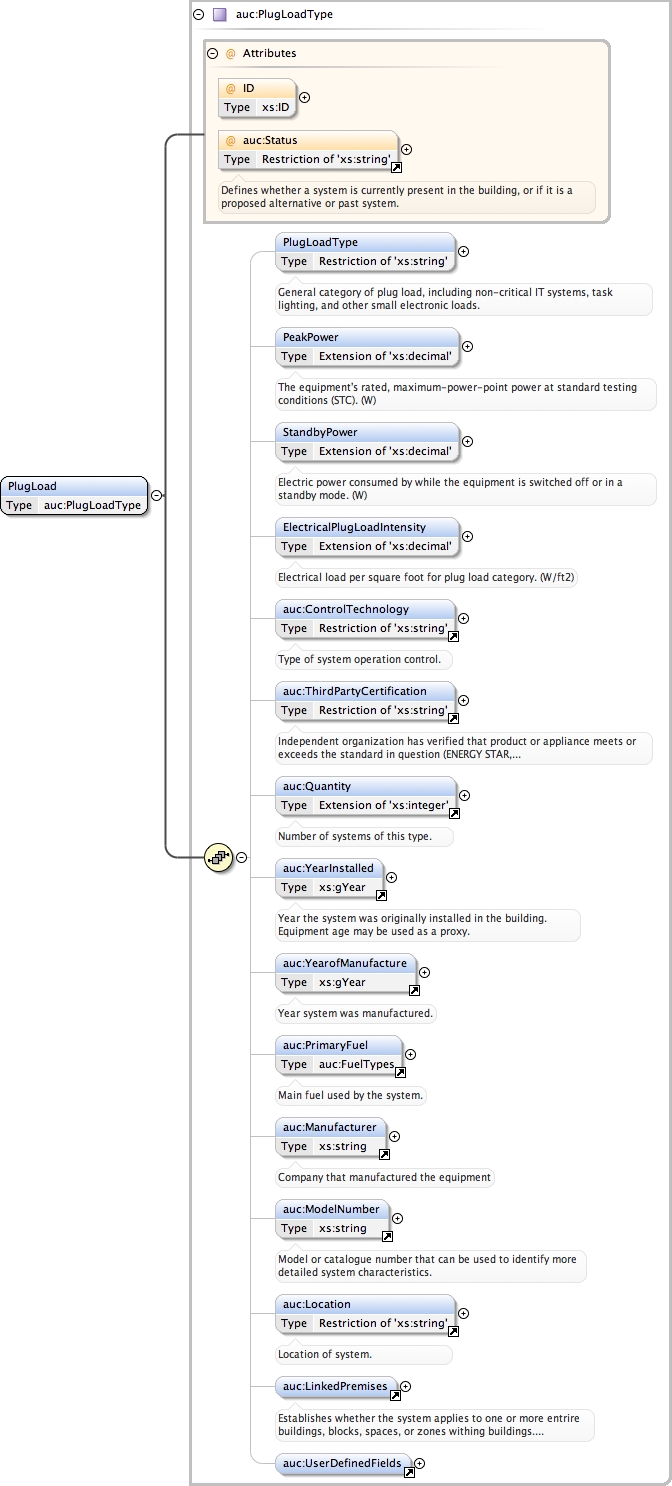 auc:PlugLoadType
@ Attributes
@ ID
Type xs:ID
@ auc:Status
Type Restriction of 'xs:string'
Defines whether a system is currently present in the building, or if it is a
proposed alternative or past system.
PlugLoadType
Type Restriction of 'xs:string'
General category of plug load, including non-critical IT systems, task
lighting, and other small electronic loads.
PeakPower
Type Extension of 'xs:decimal'
The equipment's rated, maximum-power-point power at standard testing
conditions (STC). (W)
StandbyPower
Type Extension of 'xs:decimal'
Electric power consumed by while the equipment is switched off or in a
standby mode. (W)
PlugLoad
Type auc:PlugLoadType
ElectricalPlugLoadIntensity
Type Extension of 'xs:decimal'
Electrical load per square foot for plug load category. (W/ft2)
auc:ControlTechnology
Type Restriction of 'xs:string'
Type of system operation control.
auc:ThirdPartyCertification
Type Restriction of 'xs:string'
Independent organization has verified that product or appliance meets or
exceeds the standard in question (ENERGY STAR,...
auc:Quantity
Type Extension of 'xs:integer'
Number of systems of this type.
auc:YearInstalled
Type xs:gYear
Year the system was originally installed in the building.
Equipment age may be used as a proxy.
auc:YearofManufacture
Type xs:gYear
Year system was manufactured.
auc:PrimaryFuel
Type auc:FuelTypes
Main fuel used by the system.
auc:Manufacturer
Type xs:string
Company that manufactured the equipment
auc:ModelNumber
Type xs:string
Model or catalogue number that can be used to identify more
detailed system characteristics.
auc:Location
Type Restriction of 'xs:string'
Location of system.
auc:LinkedPremises
Establishes whether the system applies to one or more entrire
buildings, blocks, spaces, or zones withing buildings....
auc:UserDefinedFields